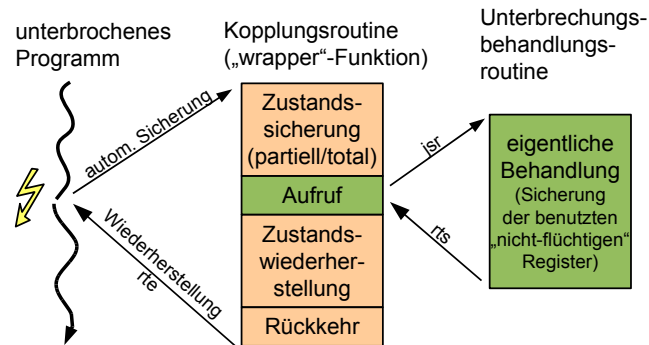 unterbrochenes
Programm
Kopplungsroutine
(„wrapper“-Funktion)
Unterbrechungs-
behandlungs-
routine
autom. Sicherung
Wiederherstellung
rte
Zustands-
sicherung
(partiell/total)
Aufruf
Zustands-
wiederher-
stellung
Rückkehr
jsr
rts
eigentliche
Behandlung
(Sicherung
der benutzten
„nicht-flüchtigen“
Register)